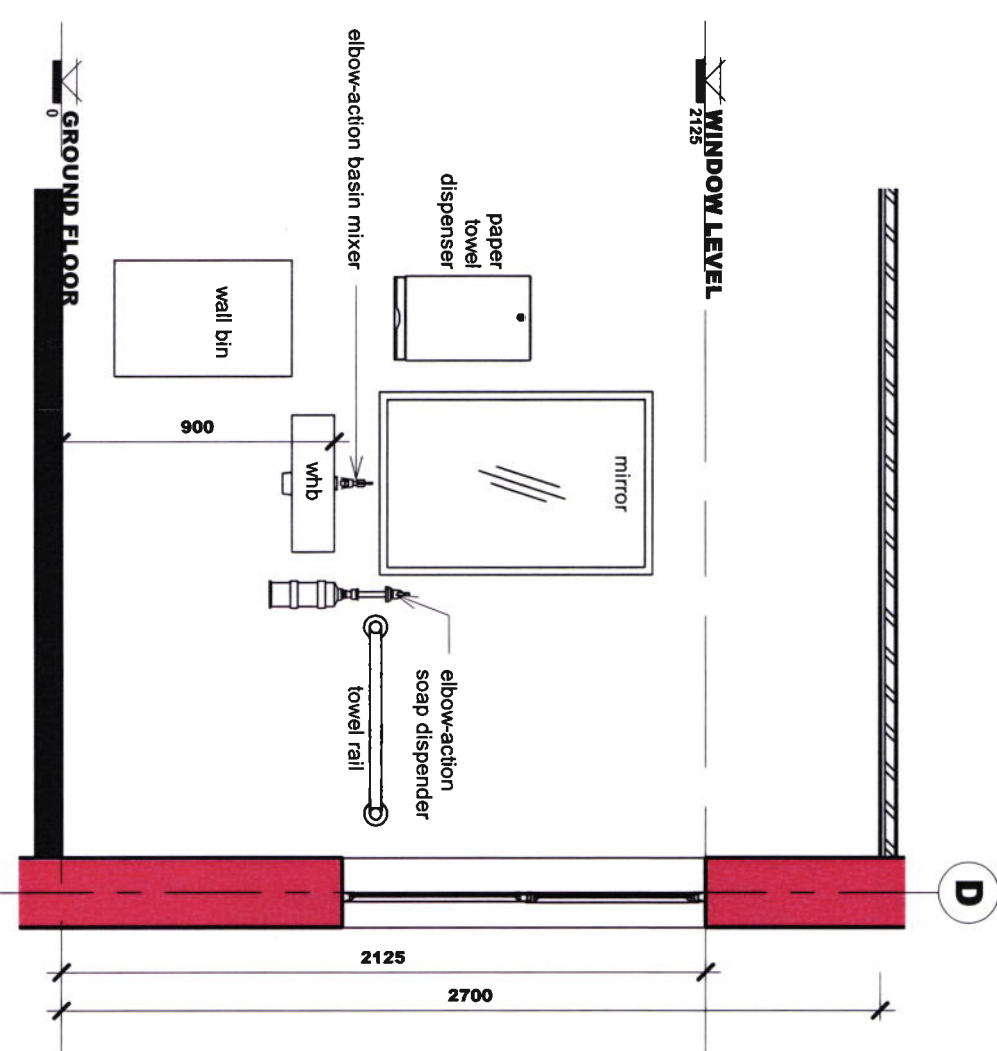 D
WINDOW LEVEL
2125
paper
towel
dispenser
elbow-action basin mixer
GROUND FLOOR
0
wall bin
mirror
whb
900
elbow-action
soap dispender
towel rail
2125
2700